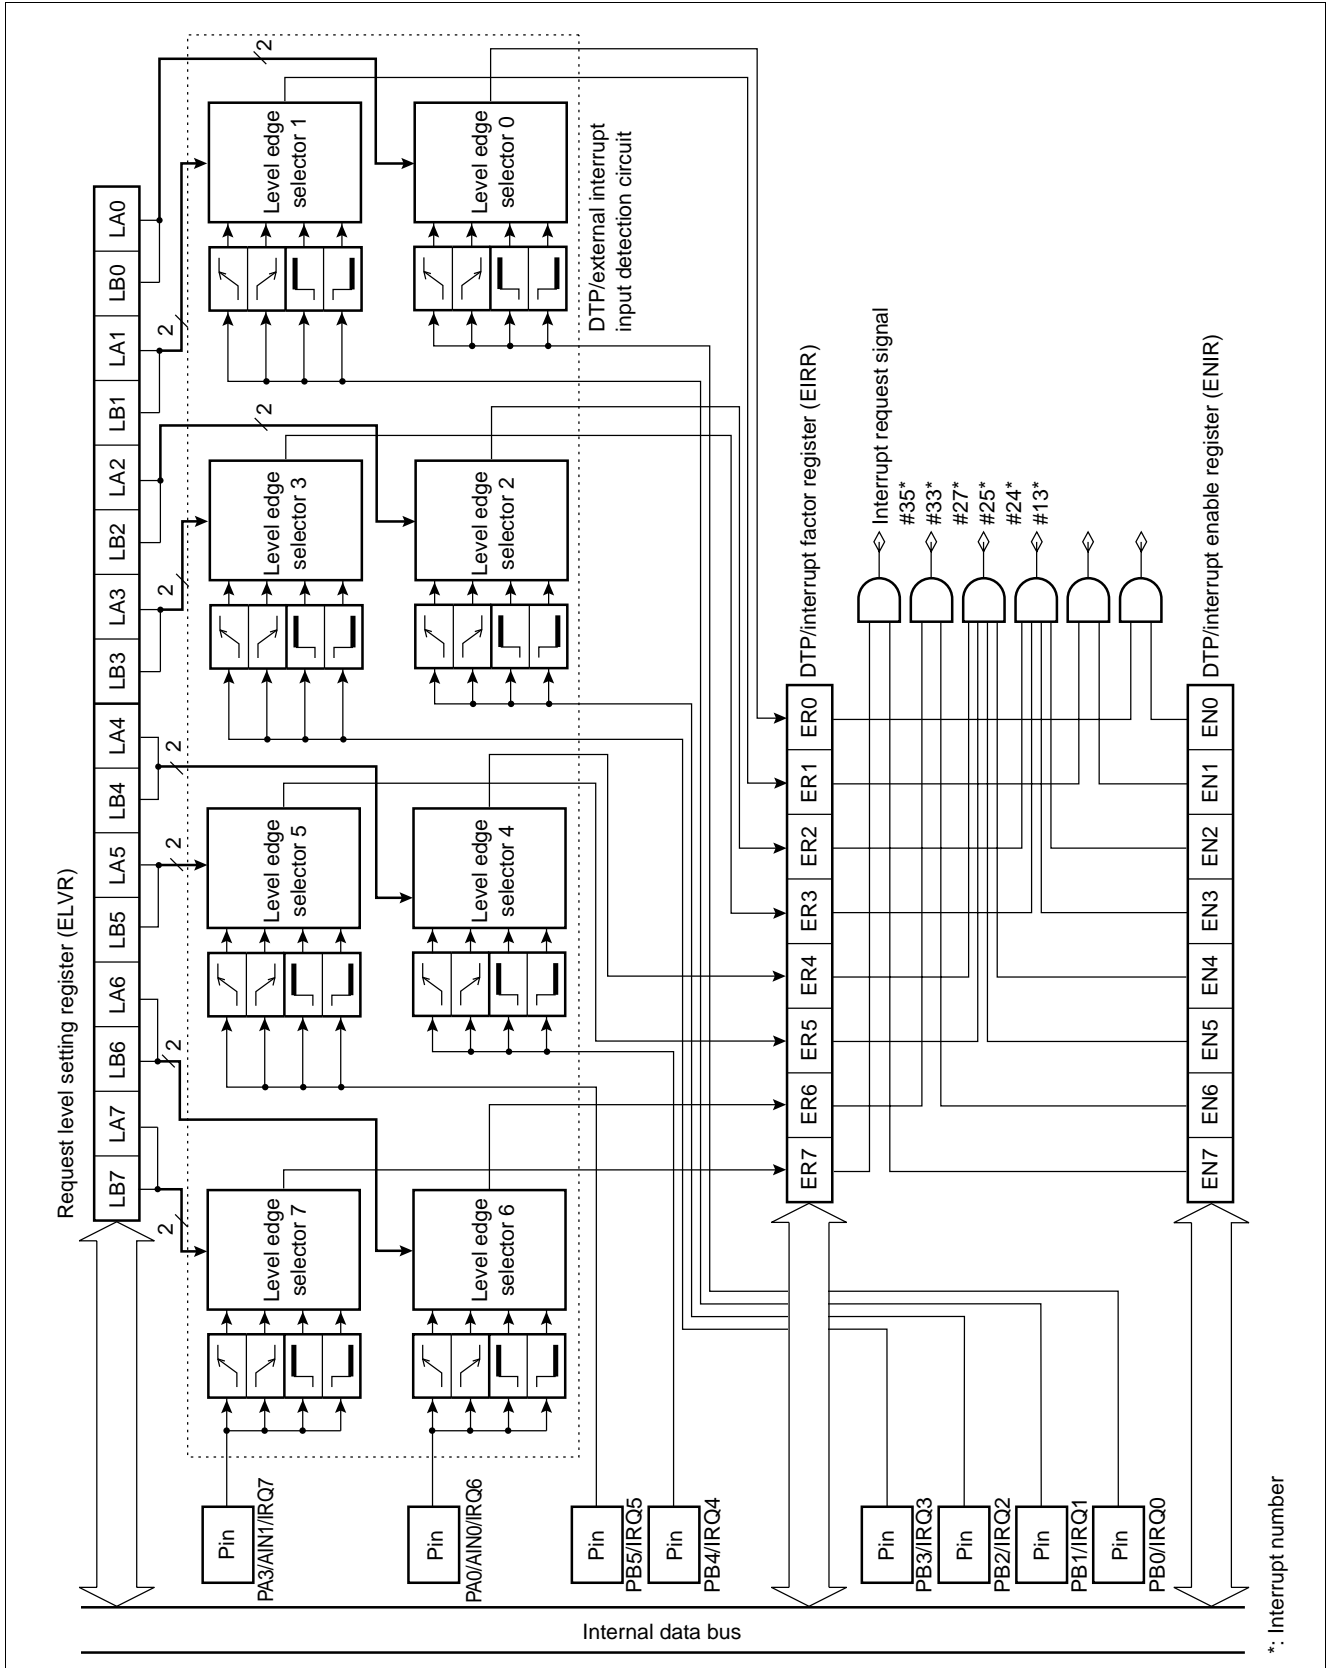 Request level setting register (ELVR)
LB7 LA7 LB6 LA6 LB5 LA5 LB4 LA4 LB3 LA3 LB2 LA2 LB1 LA1 LB0 LA0
2
2
2
2
2
2
2
2
Pin
PA3/AIN1/IRQ7
Level edge
selector 7
Level edge
selector 5
Level edge
selector 3
Level edge
selector 1
Pin
PA0/AIN0/IRQ6
Level edge
selector 6
Level edge
selector 4
Level edge
selector 2
Level edge
selector 0
DTP/external interrupt
input detection circuit
Pin
PB5/IRQ5
Pin
PB4/IRQ4
ER7 ER6 ER5 ER4 ER3 ER2 ER1 ER0
DTP/interrupt factor register (EIRR)
Pin
PB3/IRQ3
Pin
PB2/IRQ2
Pin
PB1/IRQ1
Pin
PB0/IRQ0
Interrupt request signal
#35*
#33*
#27*
#25*
#24*
#13*
EN7 EN6 EN5 EN4 EN3 EN2 EN1 EN0
DTP/interrupt enable register (ENIR)
Internal data bus
*: Interrupt number